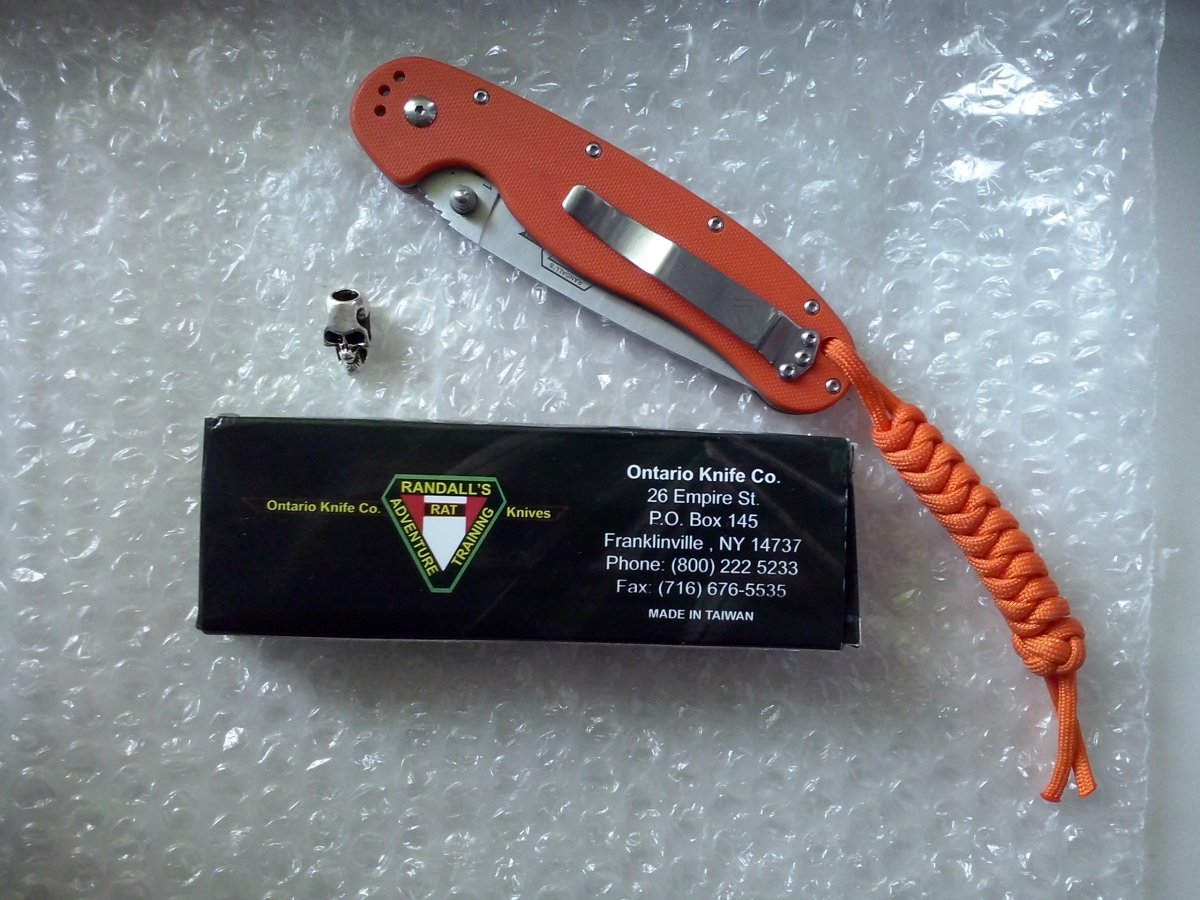 RANDALL'S
Ontario Knife Co.
RANDALL'S
ADVENTURE
RAT
TRAINING
Knives
Ontario Knife Co.
26 Empire St.
P.O. Box 145
Franklinville , NY 14737
Phone: (800) 222 5233
Fax: (716) 676-5535
MADE IN TAIWAN